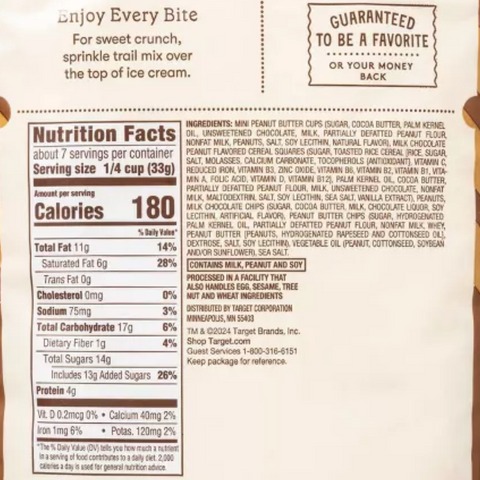 Enjoy Every Bite
For sweet crunch,
sprinkle trail mix over
the top of ice cream.
GUARANTEED
TO BE A FAVORITE
OR YOUR MONEY
BACK
Nutrition Facts
about 7 servings per container
Serving size 1/4 cup (33g)
Amount per serving
Calories 180
% Daily Value*
Total Fat 11g 14%
Saturated Fat 6g 28%
Trans Fat 0g
Cholesterol 0mg 0%
Sodium 75mg 3%
Total Carbohydrate 17g 6%
Dietary Fiber 1g 4%
Total Sugars 14g
Includes 13g Added Sugars 26%
Protein 4g
Vit. D 0.2mcg 0% • Calcium 40mg 2%
Iron 1mg 6% • Potas. 120mg 2%
*The % Daily Value (DV) tells you how much a nutrient
in a serving of food contributes to a daily diet. 2,000
calories a day is used for general nutrition advice.
INGREDIENTS: MINI PEANUT BUTTER CUPS (SUGAR, COCOA BUTTER, PALM KERNEL
OIL, UNSWEETENED CHOCOLATE, MILK, PARTIALLY DEFATTED PEANUT FLOUR,
NONFAT MILK, PEANUTS, SALT, SOY LECITHIN, NATURAL FLAVOR), MILK CHOCOLATE
PEANUT FLAVORED CEREAL SQUARES (SUGAR, TOASTED RICE CEREAL [RICE, SUGAR,
SALT, MOLASSES, CALCIUM CARBONATE, TOCOPHEROLS (ANTIOXIDANT), VITAMIN C,
REDUCED IRON, VITAMIN B3, ZINC OXIDE, VITAMIN B6, VITAMIN B2, VITAMIN B1, VITA-
MIN A, FOLIC ACID, VITAMIN D, VITAMIN B12], PALM KERNEL OIL, COCOA BUTTER,
PARTIALLY DEFATTED PEANUT FLOUR, MILK, UNSWEETENED CHOCOLATE, NONFAT
MILK, MALTODEXTRIN, SALT, SOY LECITHIN, SEA SALT, VANILLA EXTRACT), PEANUTS,
MILK CHOCOLATE CHIPS (SUGAR, COCOA BUTTER, MILK, CHOCOLATE LIQUOR, SOY
LECITHIN, ARTIFICIAL FLAVOR), PEANUT BUTTER CHIPS (SUGAR, HYDROGENATED
PALM KERNEL OIL, PARTIALLY DEFATTED PEANUT FLOUR, NONFAT MILK, WHEY,
PEANUT BUTTER [PEANUTS, HYDROGENATED RAPESEED AND COTTONSEED OIL],
DEXTROSE, SALT, SOY LECITHIN), VEGETABLE OIL (PEANUT, COTTONSEED, SOYBEAN
AND/OR SUNFLOWER), SEA SALT.
CONTAINS MILK, PEANUT AND SOY
PROCESSED IN A FACILITY THAT
ALSO HANDLES EGG, SESAME, TREE
NUT AND WHEAT INGREDIENTS
DISTRIBUTED BY TARGET CORPORATION
MINNEAPOLIS, MN 55403
TM & ©2024 Target Brands, Inc.
Shop Target.com
Guest Services 1-800-316-6151
Keep package for reference.